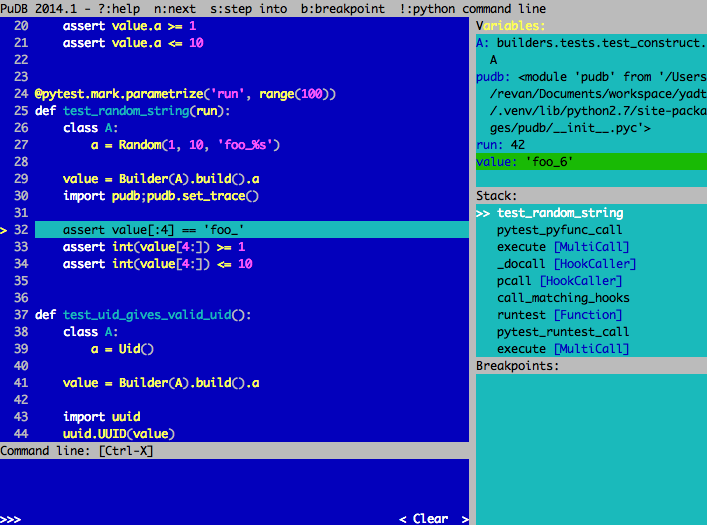 PuDB 2014.1 - ?:help  n:next  s:step into  b:breakpoint  !:python command line
20      assert value.a >= 1
21      assert value.a <= 10
22
23
24  @pytest.mark.parametrize('run', range(100))
25  def test_random_string(run):
26      class A:
27          a = Random(1, 10, 'foo_%s')
28
29      value = Builder(A).build().a
30      import pudb;pudb.set_trace()
31
> 32      assert value[:4] == 'foo_'
33      assert int(value[4:]) >= 1
34      assert int(value[4:]) <= 10
35
36
37  def test_uid_gives_valid_uid():
38      class A:
39          a = Uid()
40
41      value = Builder(A).build().a
42
43      import uuid
44      uuid.UUID(value)
Command line: [Ctrl-X]
>>>
< Clear  >
Variables:
A: builders.tests.test_construct.
A
pudb: <module 'pudb' from '/Users
/revan/Documents/workspace/yadt
/.venv/lib/python2.7/site-packa
ges/pudb/__init__.pyc'>
run: 42
value: 'foo_6'
Stack:
>> test_random_string
pytest_pyfunc_call
execute [MultiCall]
_docall [HookCaller]
pcall [HookCaller]
call_matching_hooks
runtest [Function]
pytest_runtest_call
execute [MultiCall]
Breakpoints: